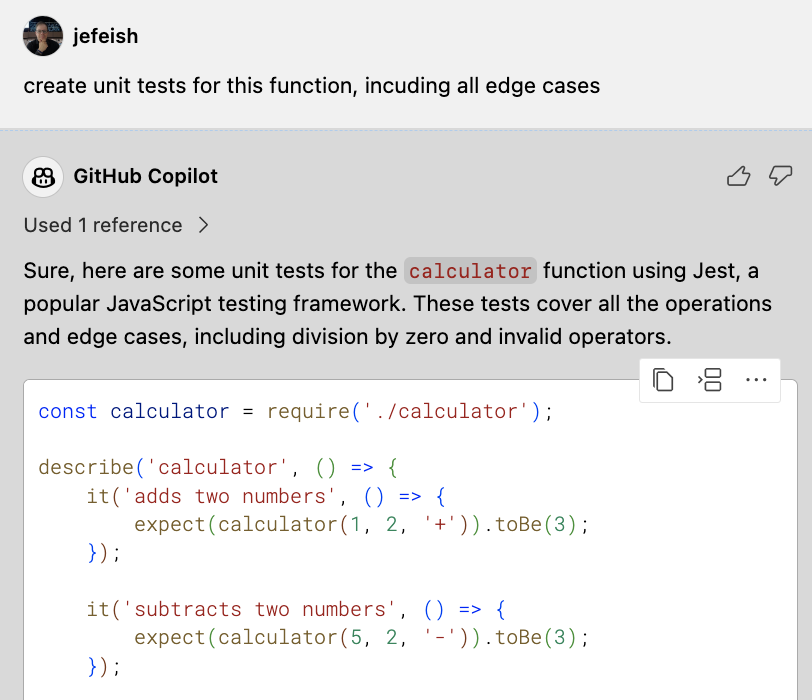 jefeish
create unit tests for this function, incuding all edge cases
GitHub Copilot
Used 1 reference
Sure, here are some unit tests for the calculator function using Jest, a
popular JavaScript testing framework. These tests cover all the operations
and edge cases, including division by zero and invalid operators.
const calculator = require('./calculator');
describe('calculator', () => {
    it('adds two numbers', () => {
        expect(calculator(1, 2, '+')).toBe(3);
    });
    it('subtracts two numbers', () => {
        expect(calculator(5, 2, '-')).toBe(3);
    });